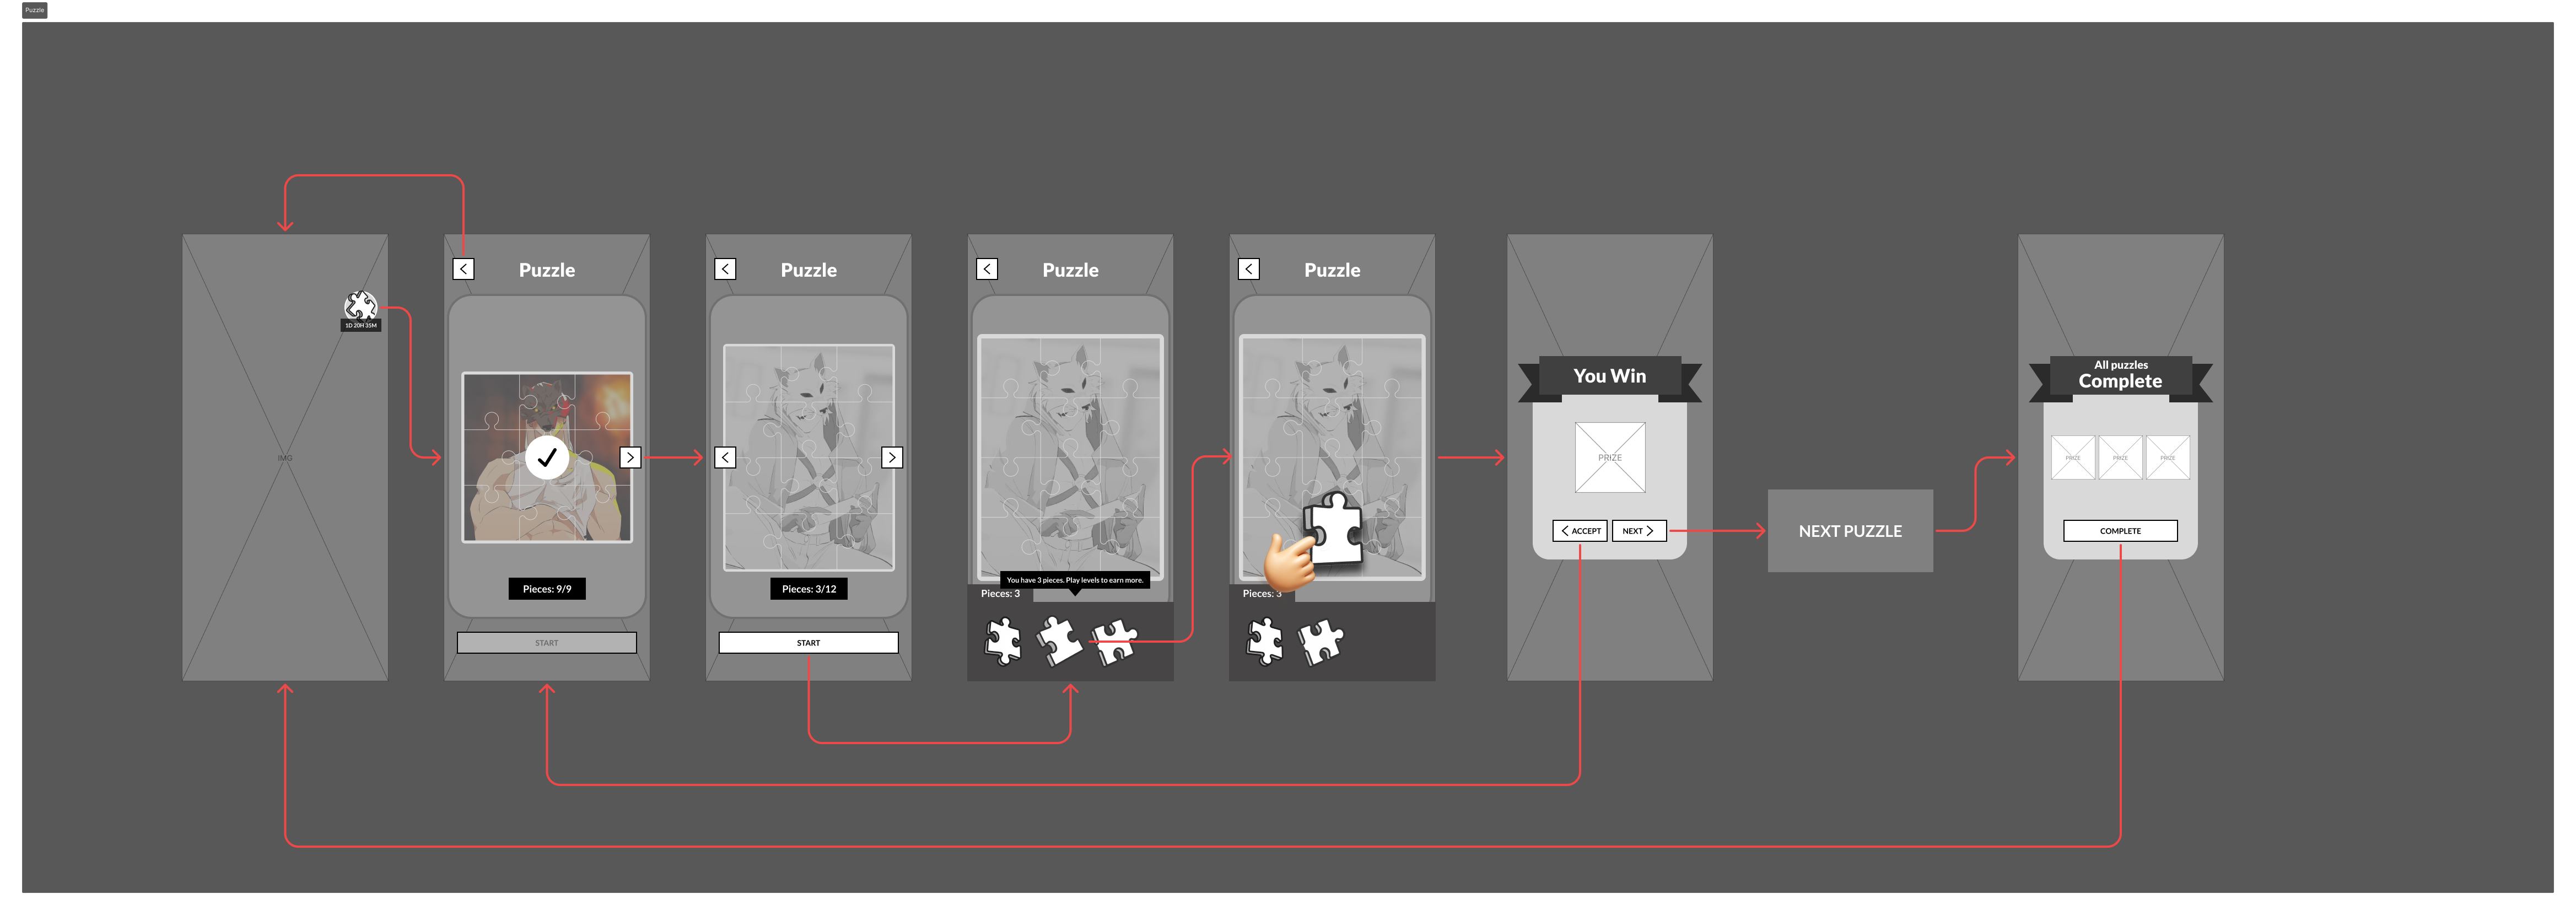 Puzzle
IMG
1D 20H 35M
Puzzle
Pieces: 9/9
START
Puzzle
Pieces: 3/12
START
Puzzle
You have 3 pieces. Play levels to earn more.
Pieces: 3
Puzzle
Pieces: 3
You Win
PRIZE
ACCEPT
NEXT
NEXT PUZZLE
All puzzles
Complete
PRIZE
PRIZE
PRIZE
COMPLETE